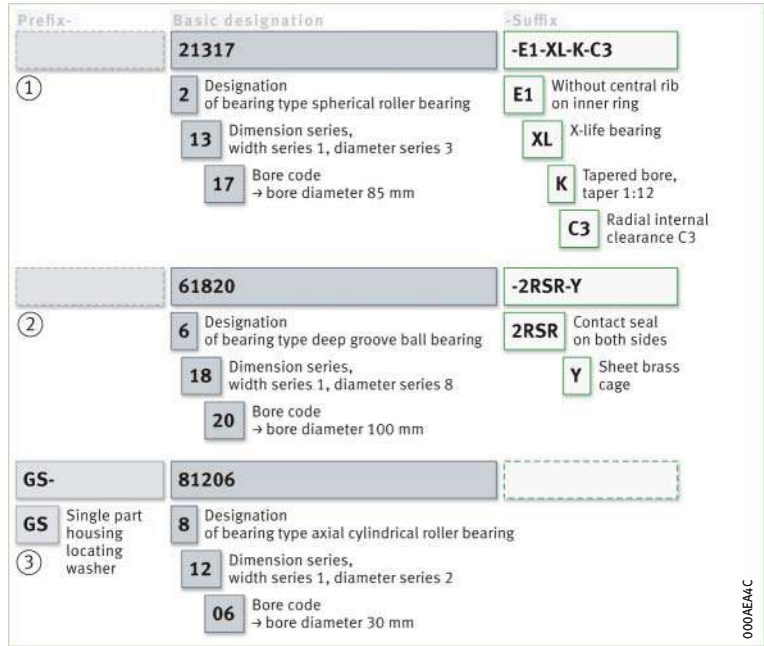 Prefix- Basic designation -Suffix
21317 -E1-XL-K-C3
① 2 Designation
of bearing type spherical roller bearing
E1 Without central rib
on inner ring
13 Dimension series,
width series 1, diameter series 3
XL X-life bearing
17 Bore code
→ bore diameter 85 mm
K Tapered bore,
taper 1:12
C3 Radial internal
clearance C3
61820 -2RSR-Y
② 6 Designation
of bearing type deep groove ball bearing
2RSR Contact seal
on both sides
18 Dimension series,
width series 1, diameter series 8
Y Sheet brass
cage
20 Bore code
→ bore diameter 100 mm
GS- 81206
GS Single part
housing
locating
washer
③ 8 Designation
of bearing type axial cylindrical roller bearing
12 Dimension series,
width series 1, diameter series 2
06 Bore code
→ bore diameter 30 mm
000AEA4C